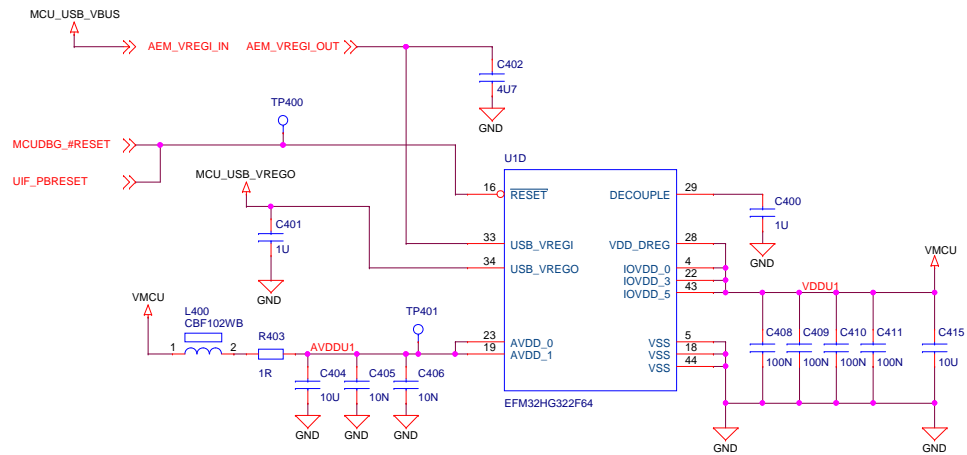 MCU_USB_VBUS
AEM_VREGI_IN
AEM_VREGI_OUT
C402
4U7
GND
TP400
MCUDBG_#RESET
UIF_PBRESET
MCU_USB_VREGO
C401
1U
GND
U1D
16
RESET
33
USB_VREGI
34
USB_VREGO
23
AVDD_0
19
AVDD_1
DECOUPLE
29
VDD_DREG
28
IOVDD_0
4
IOVDD_3
22
IOVDD_5
43
VSS
5
VSS
18
VSS
44
EFM32HG322F64
C400
1U
GND
VMCU
L400
CBF102WB
1
2
R403
1R
AVDDU1
TP401
C404
10U
GND
C405
10N
GND
C406
10N
GND
VMCU
VDDU1
C408
100N
C409
100N
C410
100N
C411
100N
C415
10U
GND
GND